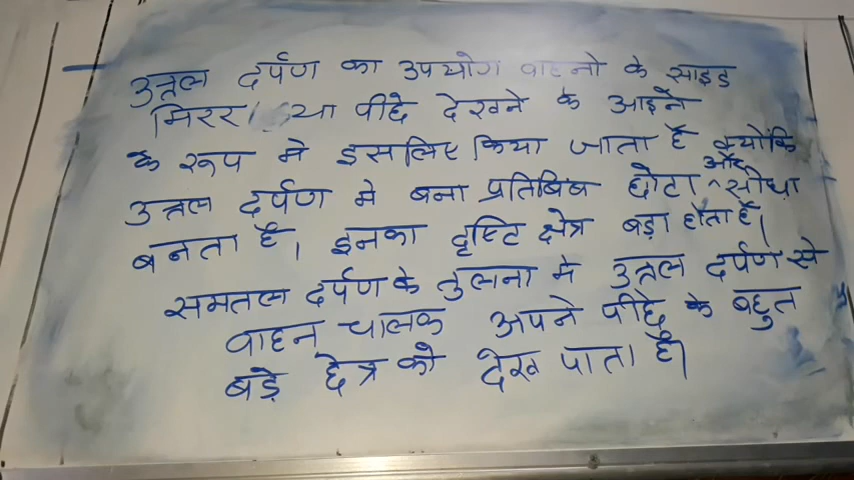 उत्तल दर्पण का उपयोग वाहनो के साइड
मिरर या पीछे देखने के आइने
के रूप मे इसलिए किया जाता है क्योंकि
उत्तल दर्पण मे बना प्रतिबिंब छोटा और सीधा
बनता है। इनका दृष्टि क्षेत्र बड़ा होता है।
समतल दर्पण के तुलना मे उत्तल दर्पण से
वाहन चालक अपने पीछे के बहुत
बड़े छेत्र को देख पाता है।